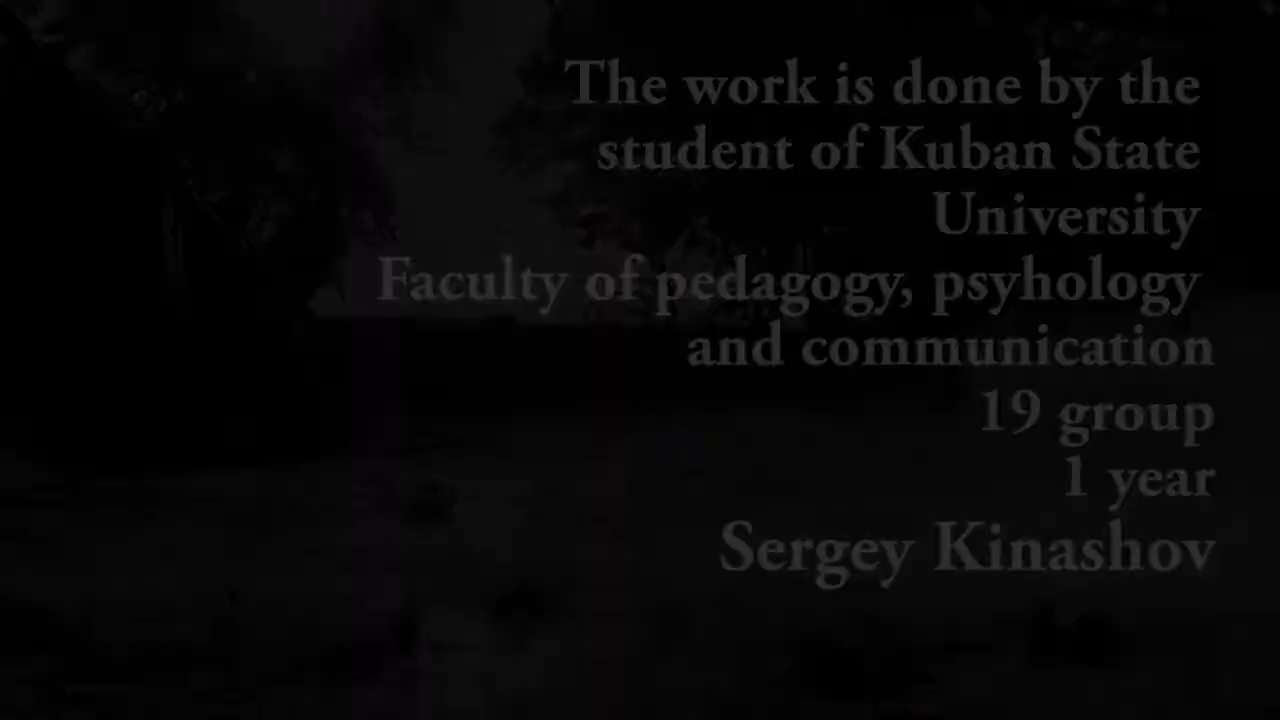 The work is done by the
student of Kuban State
University
Faculty of pedagogy, psyhology
and communication
19 group
1 year
Sergey Kinashov